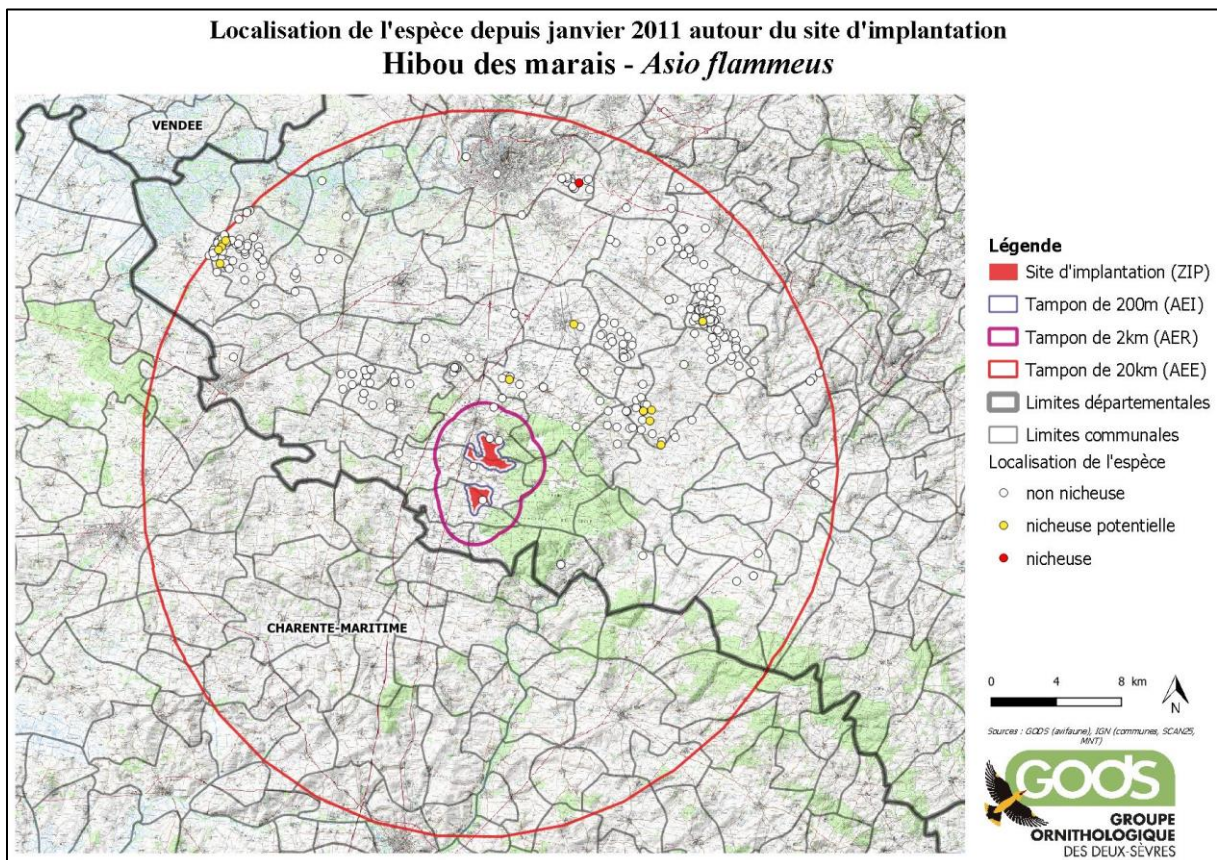 Localisation de l'espèce depuis janvier 2011 autour du site d'implantation
Hibou des marais - Asio flammeus
VENDEE
CHARENTE-MARITIME
Légende
Site d'implantation (ZIP)
Tampon de 200m (AEI)
Tampon de 2km (AER)
Tampon de 20km (AEE)
Limites départementales
Limites communales
Localisation de l'espèce
non nicheuse
nicheuse potentielle
nicheuse
0 4 8 km
N
Sources : GODS (avifaune), IGN (communes, SCAN25,
MNT)
GODS
GROUPE
ORNITHOLOGIQUE
DES DEUX-SÈVRES